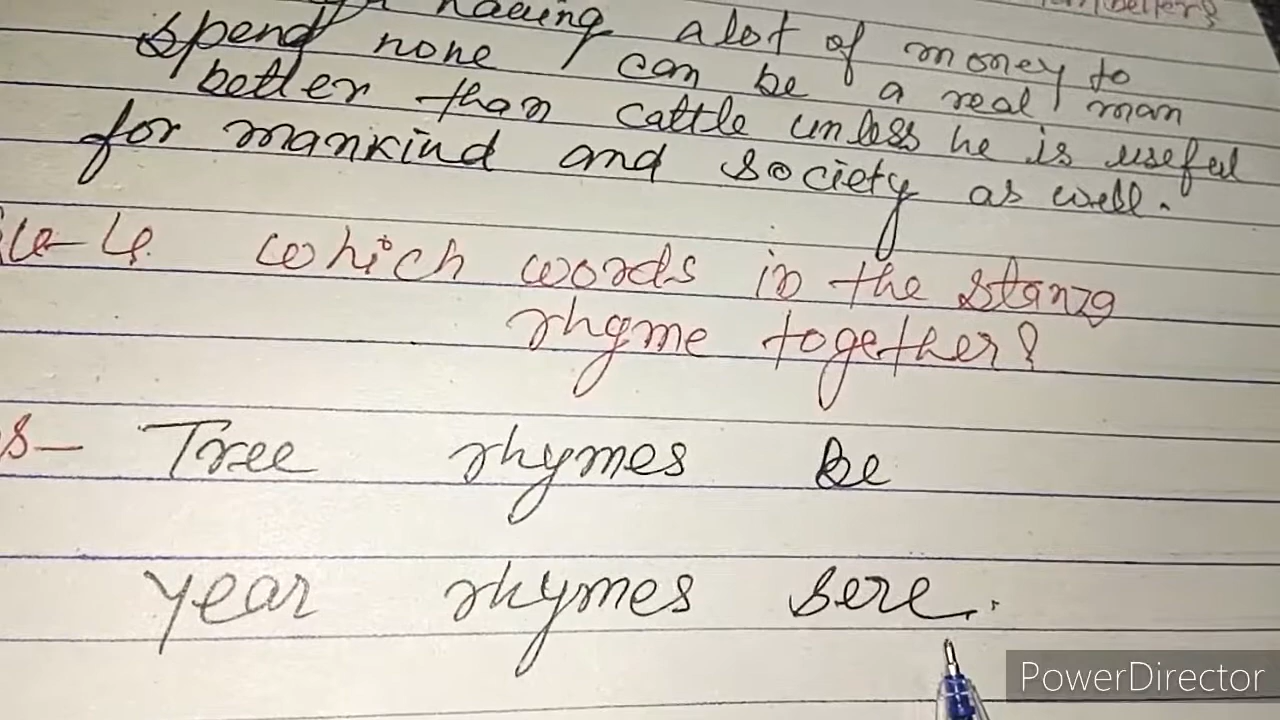 having a lot of money to
spend none can be a real man
better than cattle unless he is useful
for mankind and society as well.
which words in the stanza
rhyme together?
s- Tree rhymes be
year rhymes sere.
PowerDirector